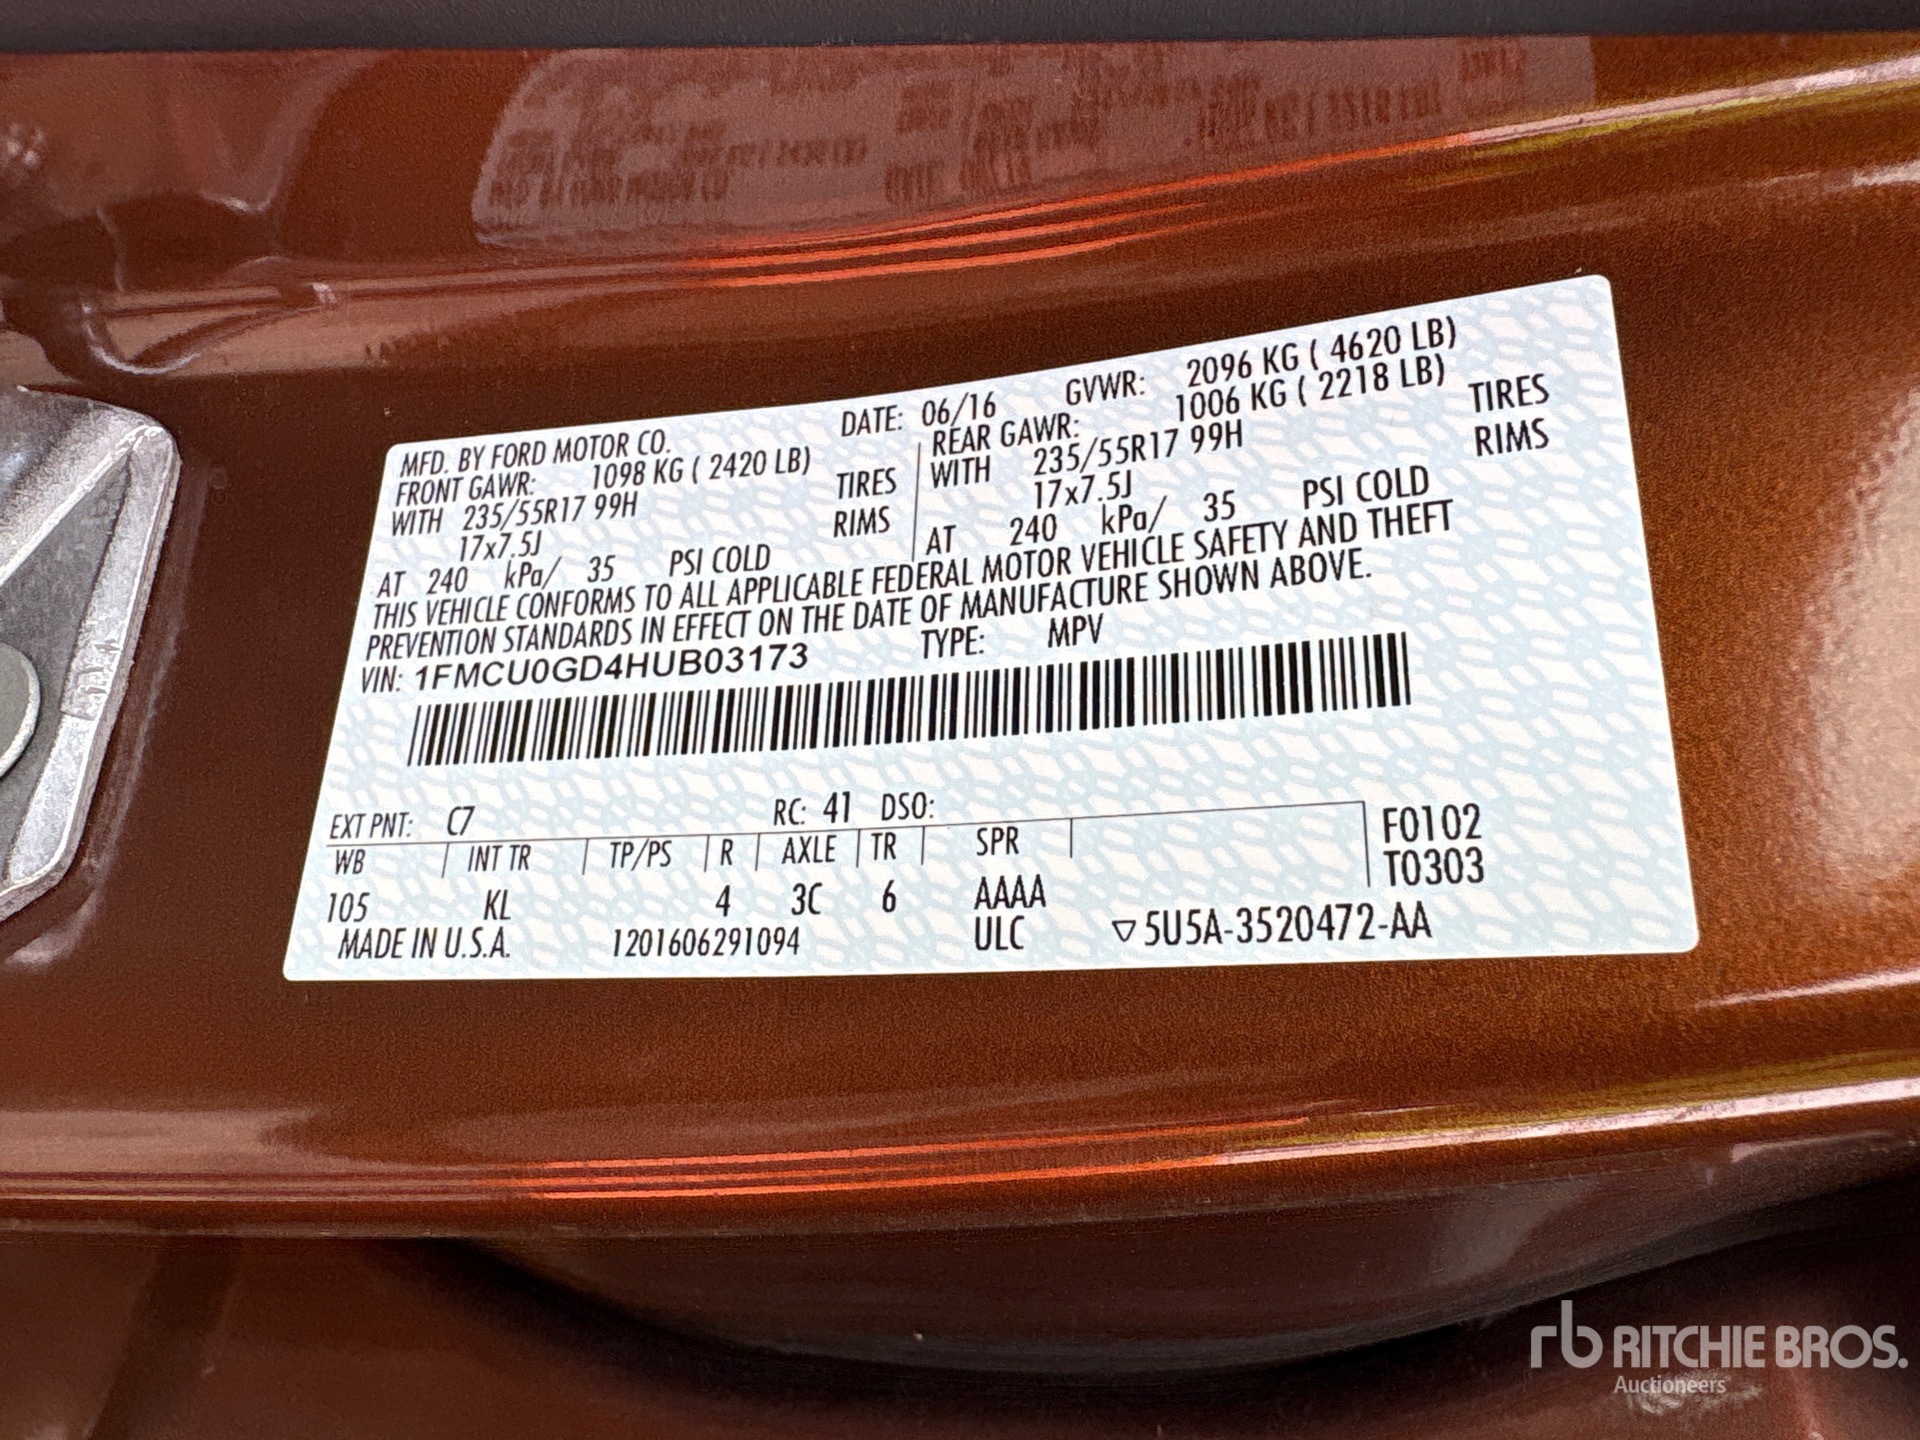 MFD. BY FORD MOTOR CO. DATE: 06/16 GVWR: 2096 KG ( 4620 LB)
FRONT GAWR: 1098 KG ( 2420 LB)
WITH 235/55R17 99H TIRES
17x7.5J RIMS
AT 240 kPa/ 35 PSI COLD
REAR GAWR: 1006 KG ( 2218 LB)
WITH 235/55R17 99H TIRES
17x7.5J RIMS
AT 240 kPa/ 35 PSI COLD
THIS VEHICLE CONFORMS TO ALL APPLICABLE FEDERAL MOTOR VEHICLE SAFETY AND THEFT
PREVENTION STANDARDS IN EFFECT ON THE DATE OF MANUFACTURE SHOWN ABOVE.
VIN: 1FMCU0GD4HUB03173 TYPE: MPV
EXT PNT: C7 RC: 41 DSO:
WB INT TR TP/PS R AXLE TR SPR F0102
T0303
105 KL 4 3C 6 AAAA
MADE IN U.S.A. 1201606291094 ULC ▽5U5A-3520472-AA
rb RITCHIE BROS.
Auctioneers